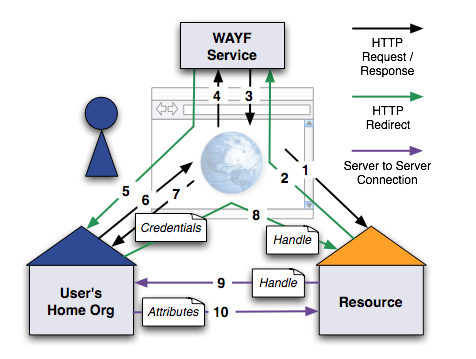 WAYF
Service
HTTP
Request /
Response
HTTP
Redirect
Server to Server
Connection
4
3
1
2
5
6
7
8
Credentials
Handle
9
Handle
User's
Home Org
Resource
Attributes
10